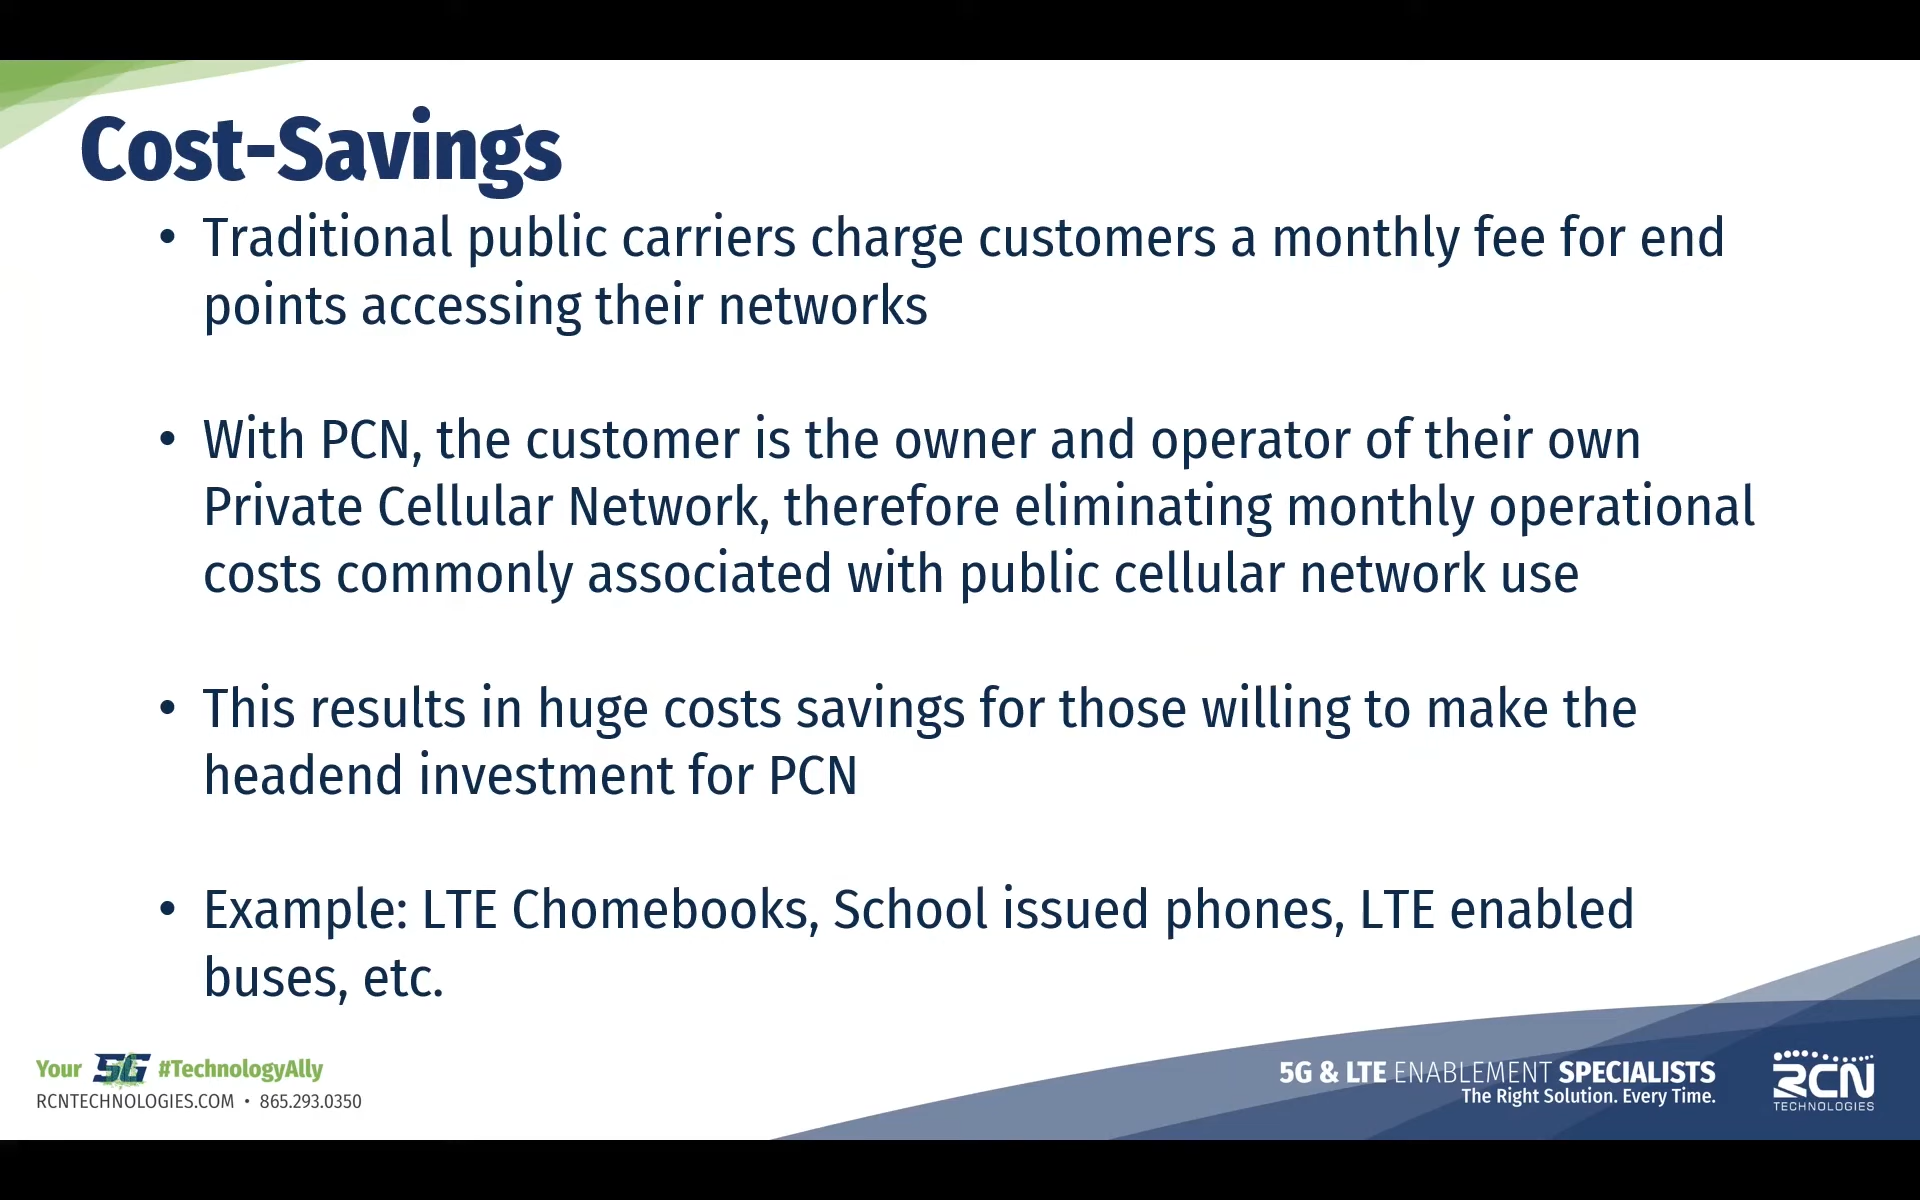 Cost-Savings
• Traditional public carriers charge customers a monthly fee for end
points accessing their networks
• With PCN, the customer is the owner and operator of their own
Private Cellular Network, therefore eliminating monthly operational
costs commonly associated with public cellular network use
• This results in huge costs savings for those willing to make the
headend investment for PCN
• Example: LTE Chomebooks, School issued phones, LTE enabled
buses, etc.
Your 5G #TechnologyAlly
RCNTECHNOLOGIES.COM • 865.293.0350
5G & LTE ENABLEMENT SPECIALISTS
The Right Solution. Every Time.
RCN
TECHNOLOGIES